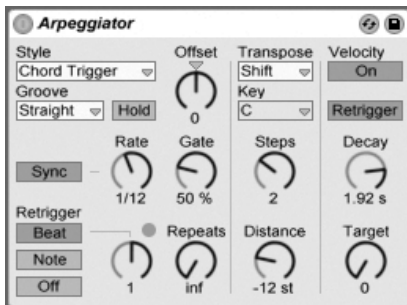 Arpeggiator
Style
Offset
Transpose
Velocity
Chord Trigger
Shift
On
Groove
Key
Straight
Hold
0
C
Retrigger
Rate
Gate
Steps
Decay
Sync
1/12
50 %
2
1.92 s
Retrigger
Beat
Repeats
Distance
Target
Note
Off
1
inf
-12 st
0